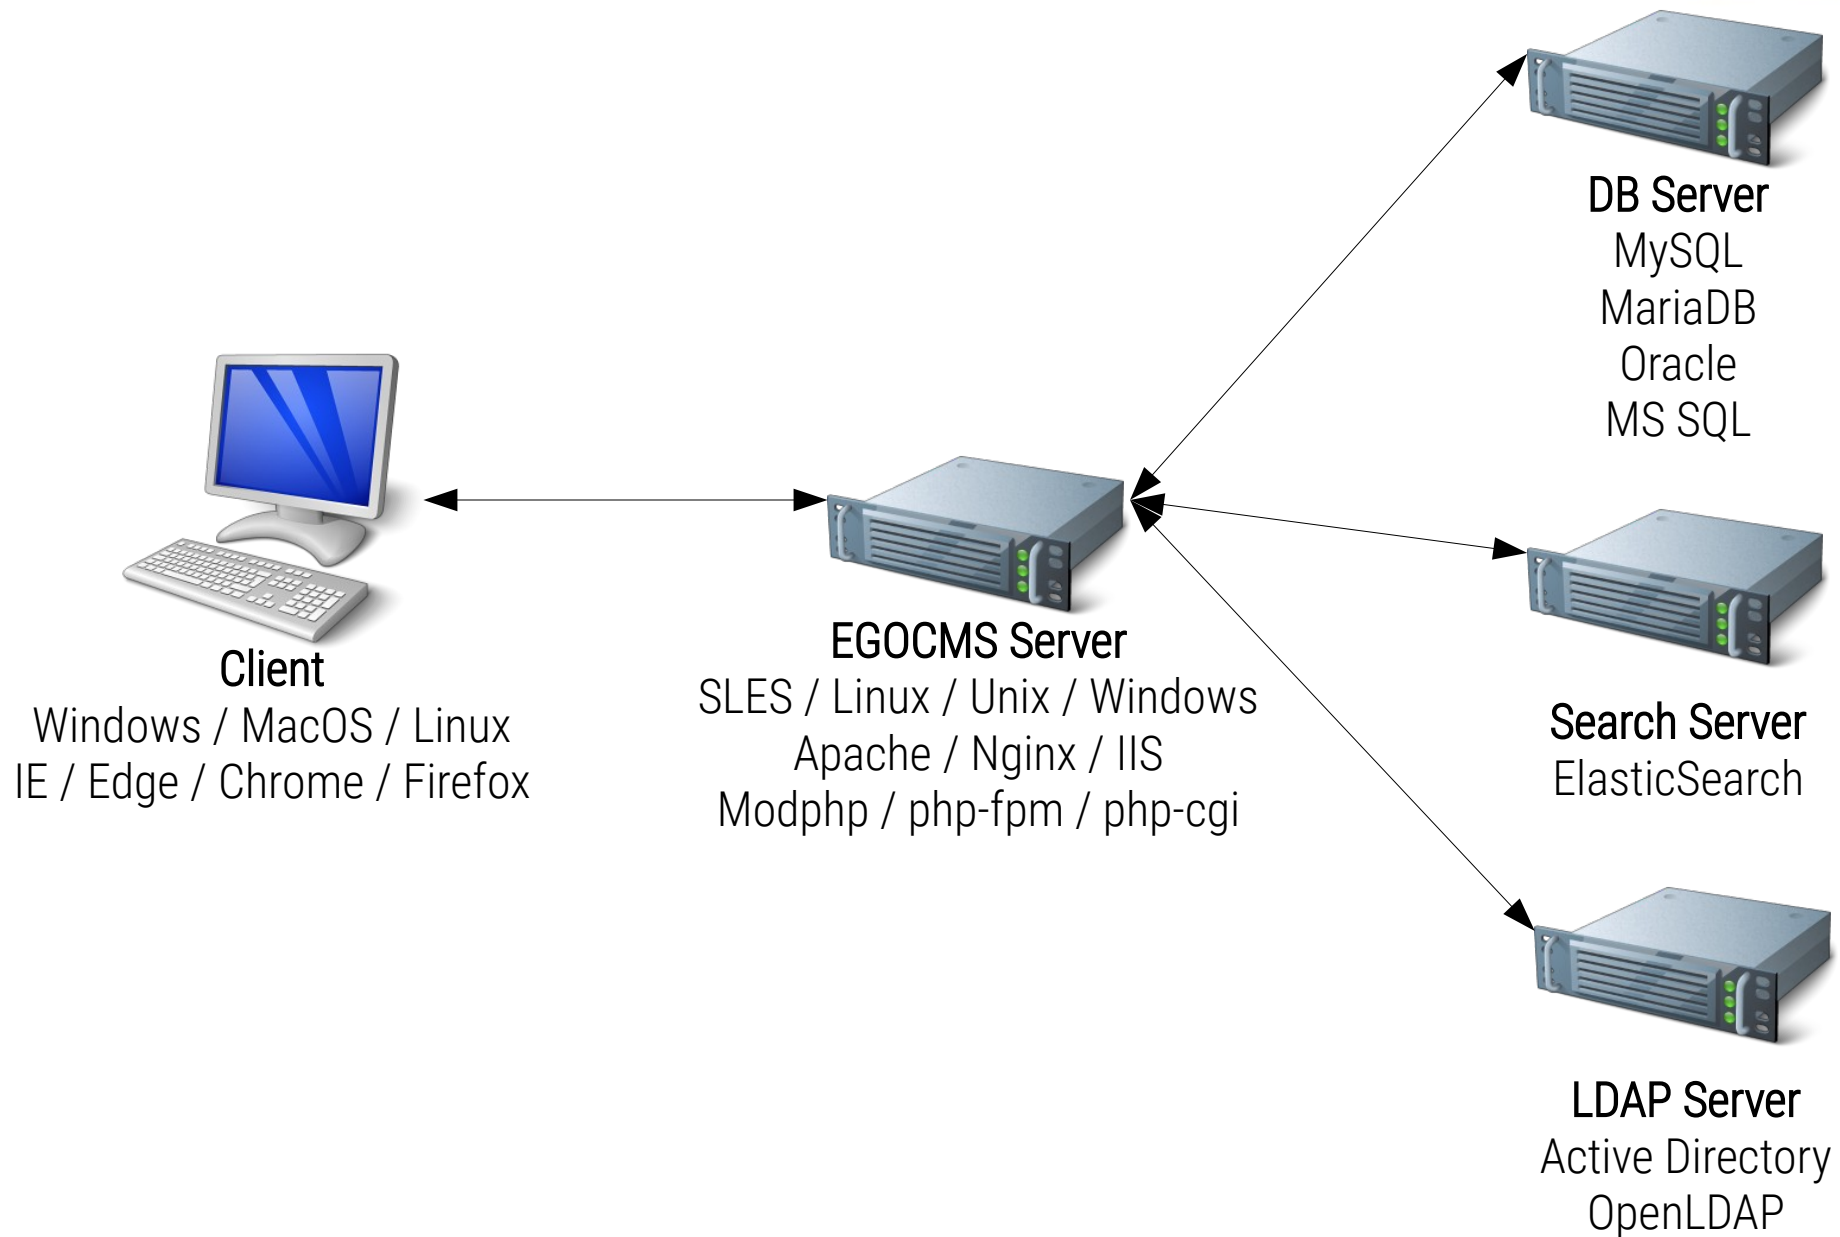 Client
Windows / MacOS / Linux
IE / Edge / Chrome / Firefox
EGOCMS Server
SLES / Linux / Unix / Windows
Apache / Nginx / IIS
Modphp / php-fpm / php-cgi
DB Server
MySQL
MariaDB
Oracle
MS SQL
Search Server
ElasticSearch
LDAP Server
Active Directory
OpenLDAP